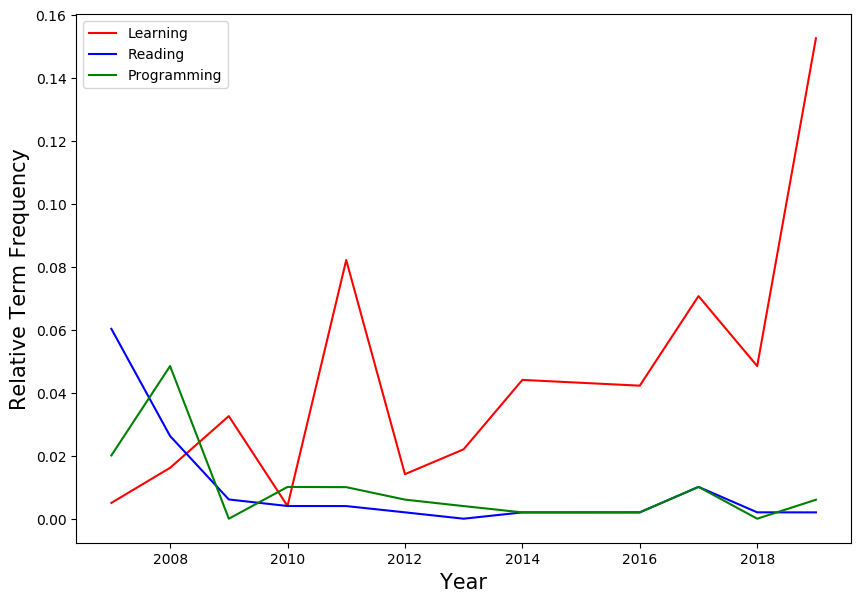 Learning
Reading
Programming
Relative Term Frequency
0.16
0.14
0.12
0.10
0.08
0.06
0.04
0.02
0.00
2008 2010 2012 2014 2016 2018
Year